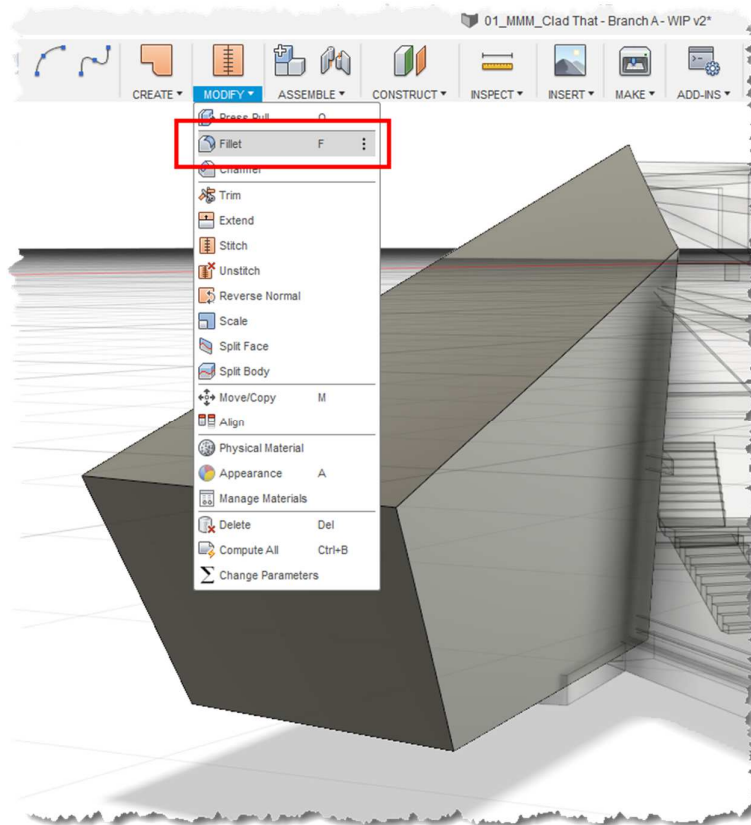 01_MMM_Clad That - Branch A - WIP v2*
CREATE ▾ MODIFY ▾ ASSEMBLE ▾ CONSTRUCT ▾ INSPECT ▾ INSERT ▾ MAKE ▾ ADD-INS ▾
Press Pull Q
Fillet F
Chamfer
Trim
Extend
Stitch
Unstitch
Reverse Normal
Scale
Split Face
Split Body
Move/Copy M
Align
Physical Material
Appearance A
Manage Materials
Delete Del
Compute All Ctrl+B
Change Parameters